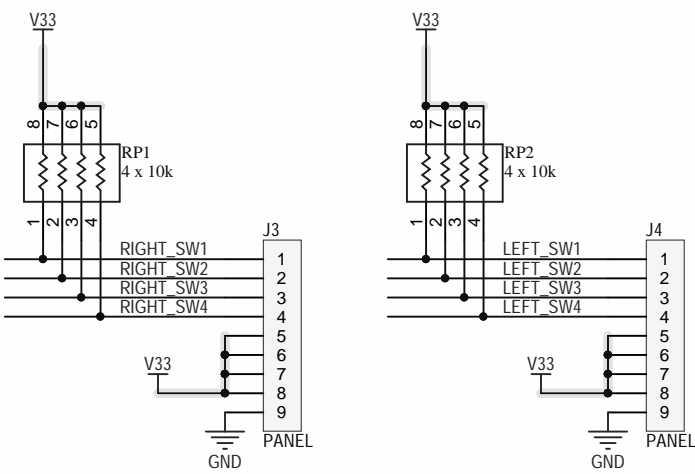 V33
8 7 6 5
RP1
4 x 10k
1 2 3 4
J3
RIGHT_SW1 1
RIGHT_SW2 2
RIGHT_SW3 3
RIGHT_SW4 4
5
6
V33 7
8
9
PANEL
GND
V33
8 7 6 5
RP2
4 x 10k
1 2 3 4
J4
LEFT_SW1 1
LEFT_SW2 2
LEFT_SW3 3
LEFT_SW4 4
5
6
V33 7
8
9
PANEL
GND